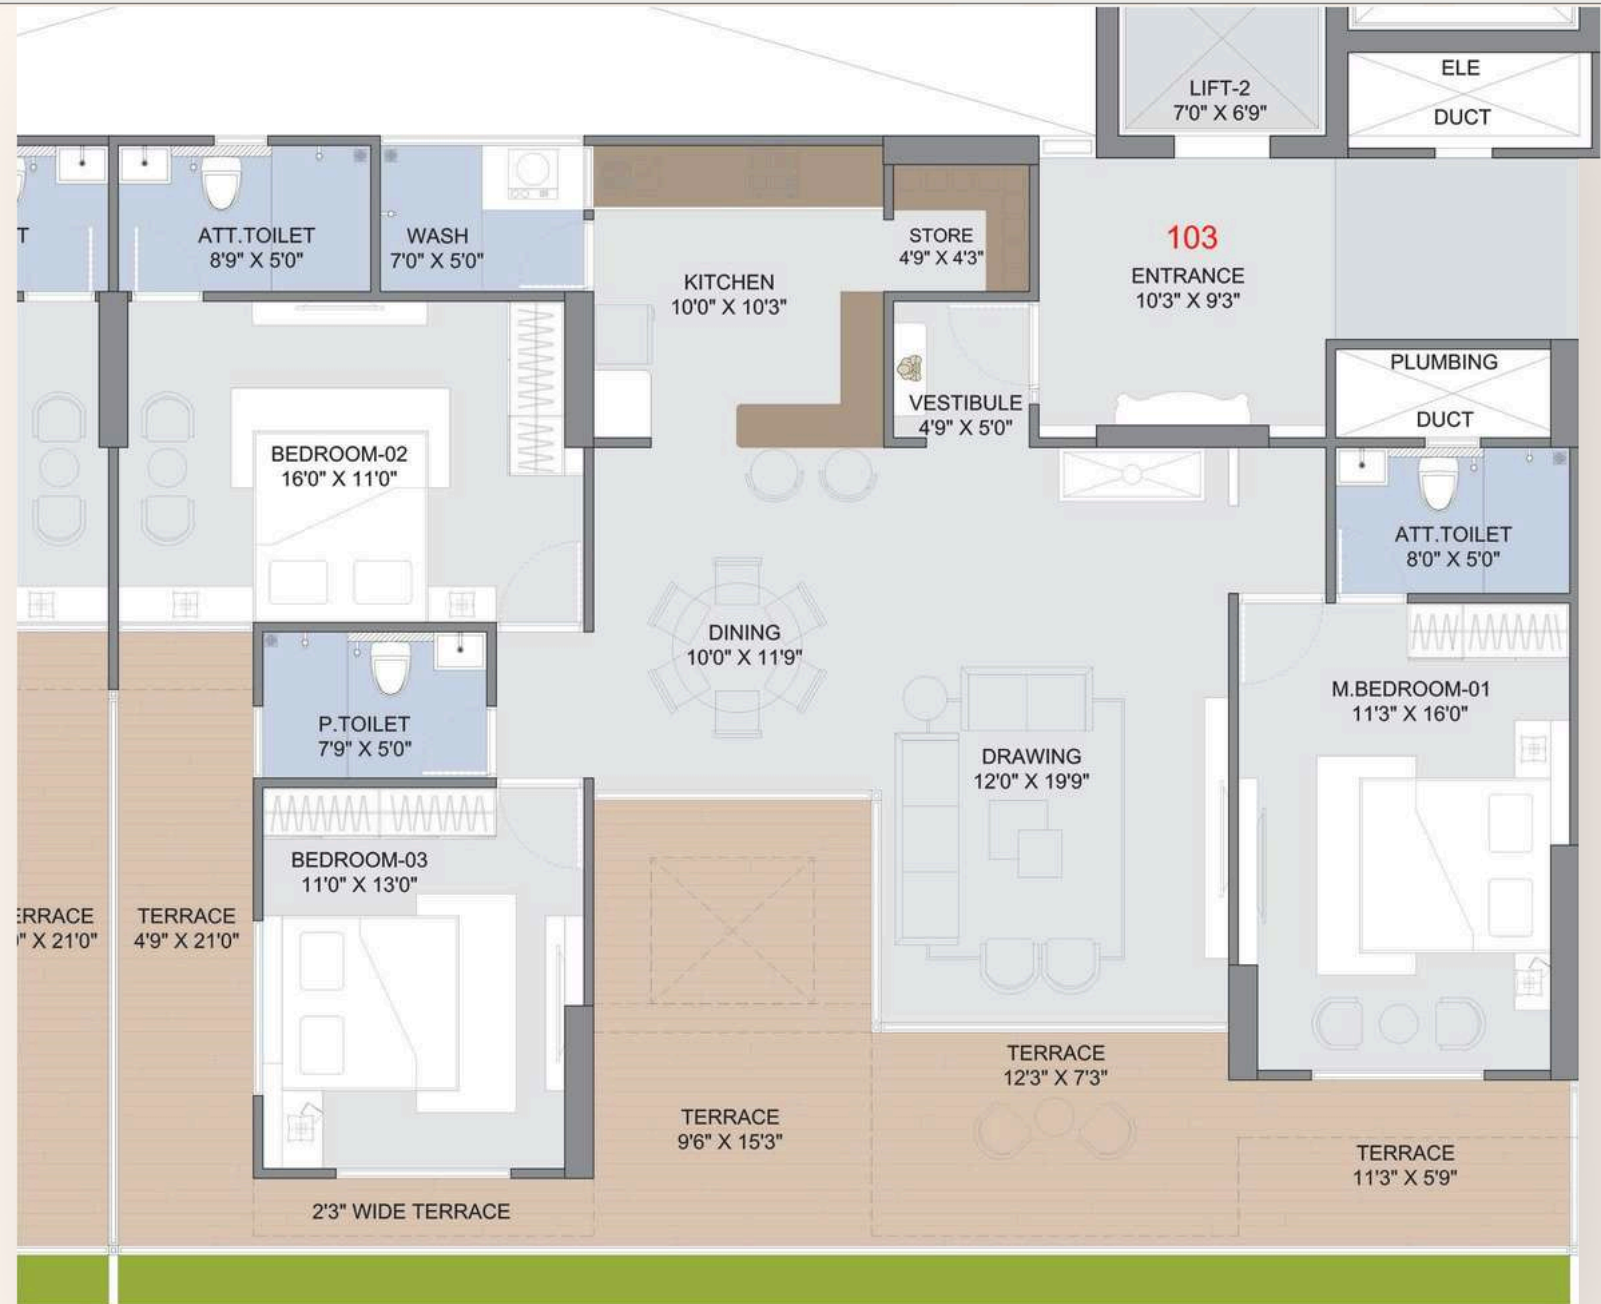 LIFT-2
7'0" X 6'9"
ELE
DUCT
T
ATT.TOILET
8'9" X 5'0"
WASH
7'0" X 5'0"
KITCHEN
10'0" X 10'3"
STORE
4'9" X 4'3"
103
ENTRANCE
10'3" X 9'3"
PLUMBING
DUCT
VESTIBULE
4'9" X 5'0"
BEDROOM-02
16'0" X 11'0"
ATT.TOILET
8'0" X 5'0"
DINING
10'0" X 11'9"
M.BEDROOM-01
11'3" X 16'0"
P.TOILET
7'9" X 5'0"
DRAWING
12'0" X 19'9"
BEDROOM-03
11'0" X 13'0"
ERRACE
" X 21'0"
TERRACE
4'9" X 21'0"
TERRACE
12'3" X 7'3"
TERRACE
9'6" X 15'3"
TERRACE
11'3" X 5'9"
2'3" WIDE TERRACE